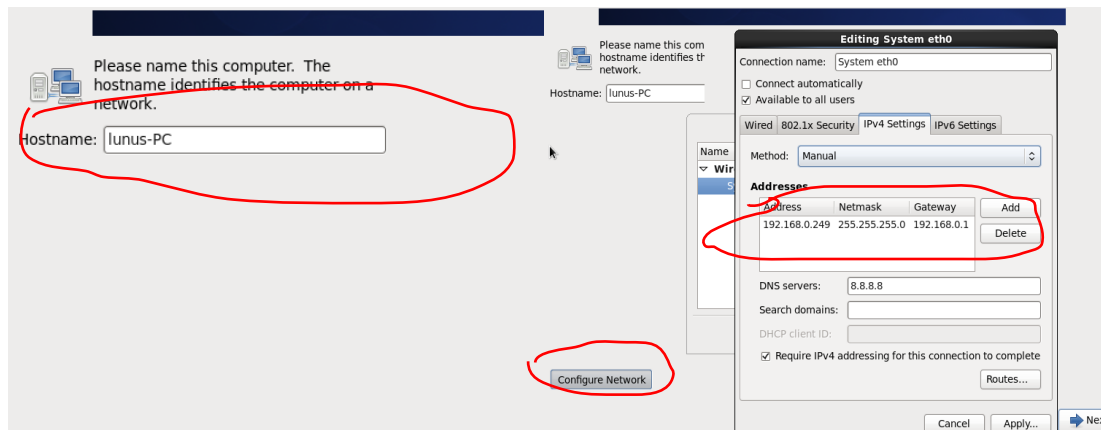 Please name this computer. The
hostname identifies the computer on a
network.
Hostname: lunus-PC
Please name this com
hostname identifies th
network.
Hostname: lunus-PC
Name
Configure Network
Editing System eth0
Connection name: System eth0
Connect automatically
Available to all users
Wired 802.1x Security IPv4 Settings IPv6 Settings
Method: Manual
Addresses
Address Netmask Gateway
192.168.0.249 255.255.255.0 192.168.0.1
Add
Delete
DNS servers: 8.8.8.8
Search domains:
DHCP client ID:
Require IPv4 addressing for this connection to complete
Routes...
Cancel Apply...